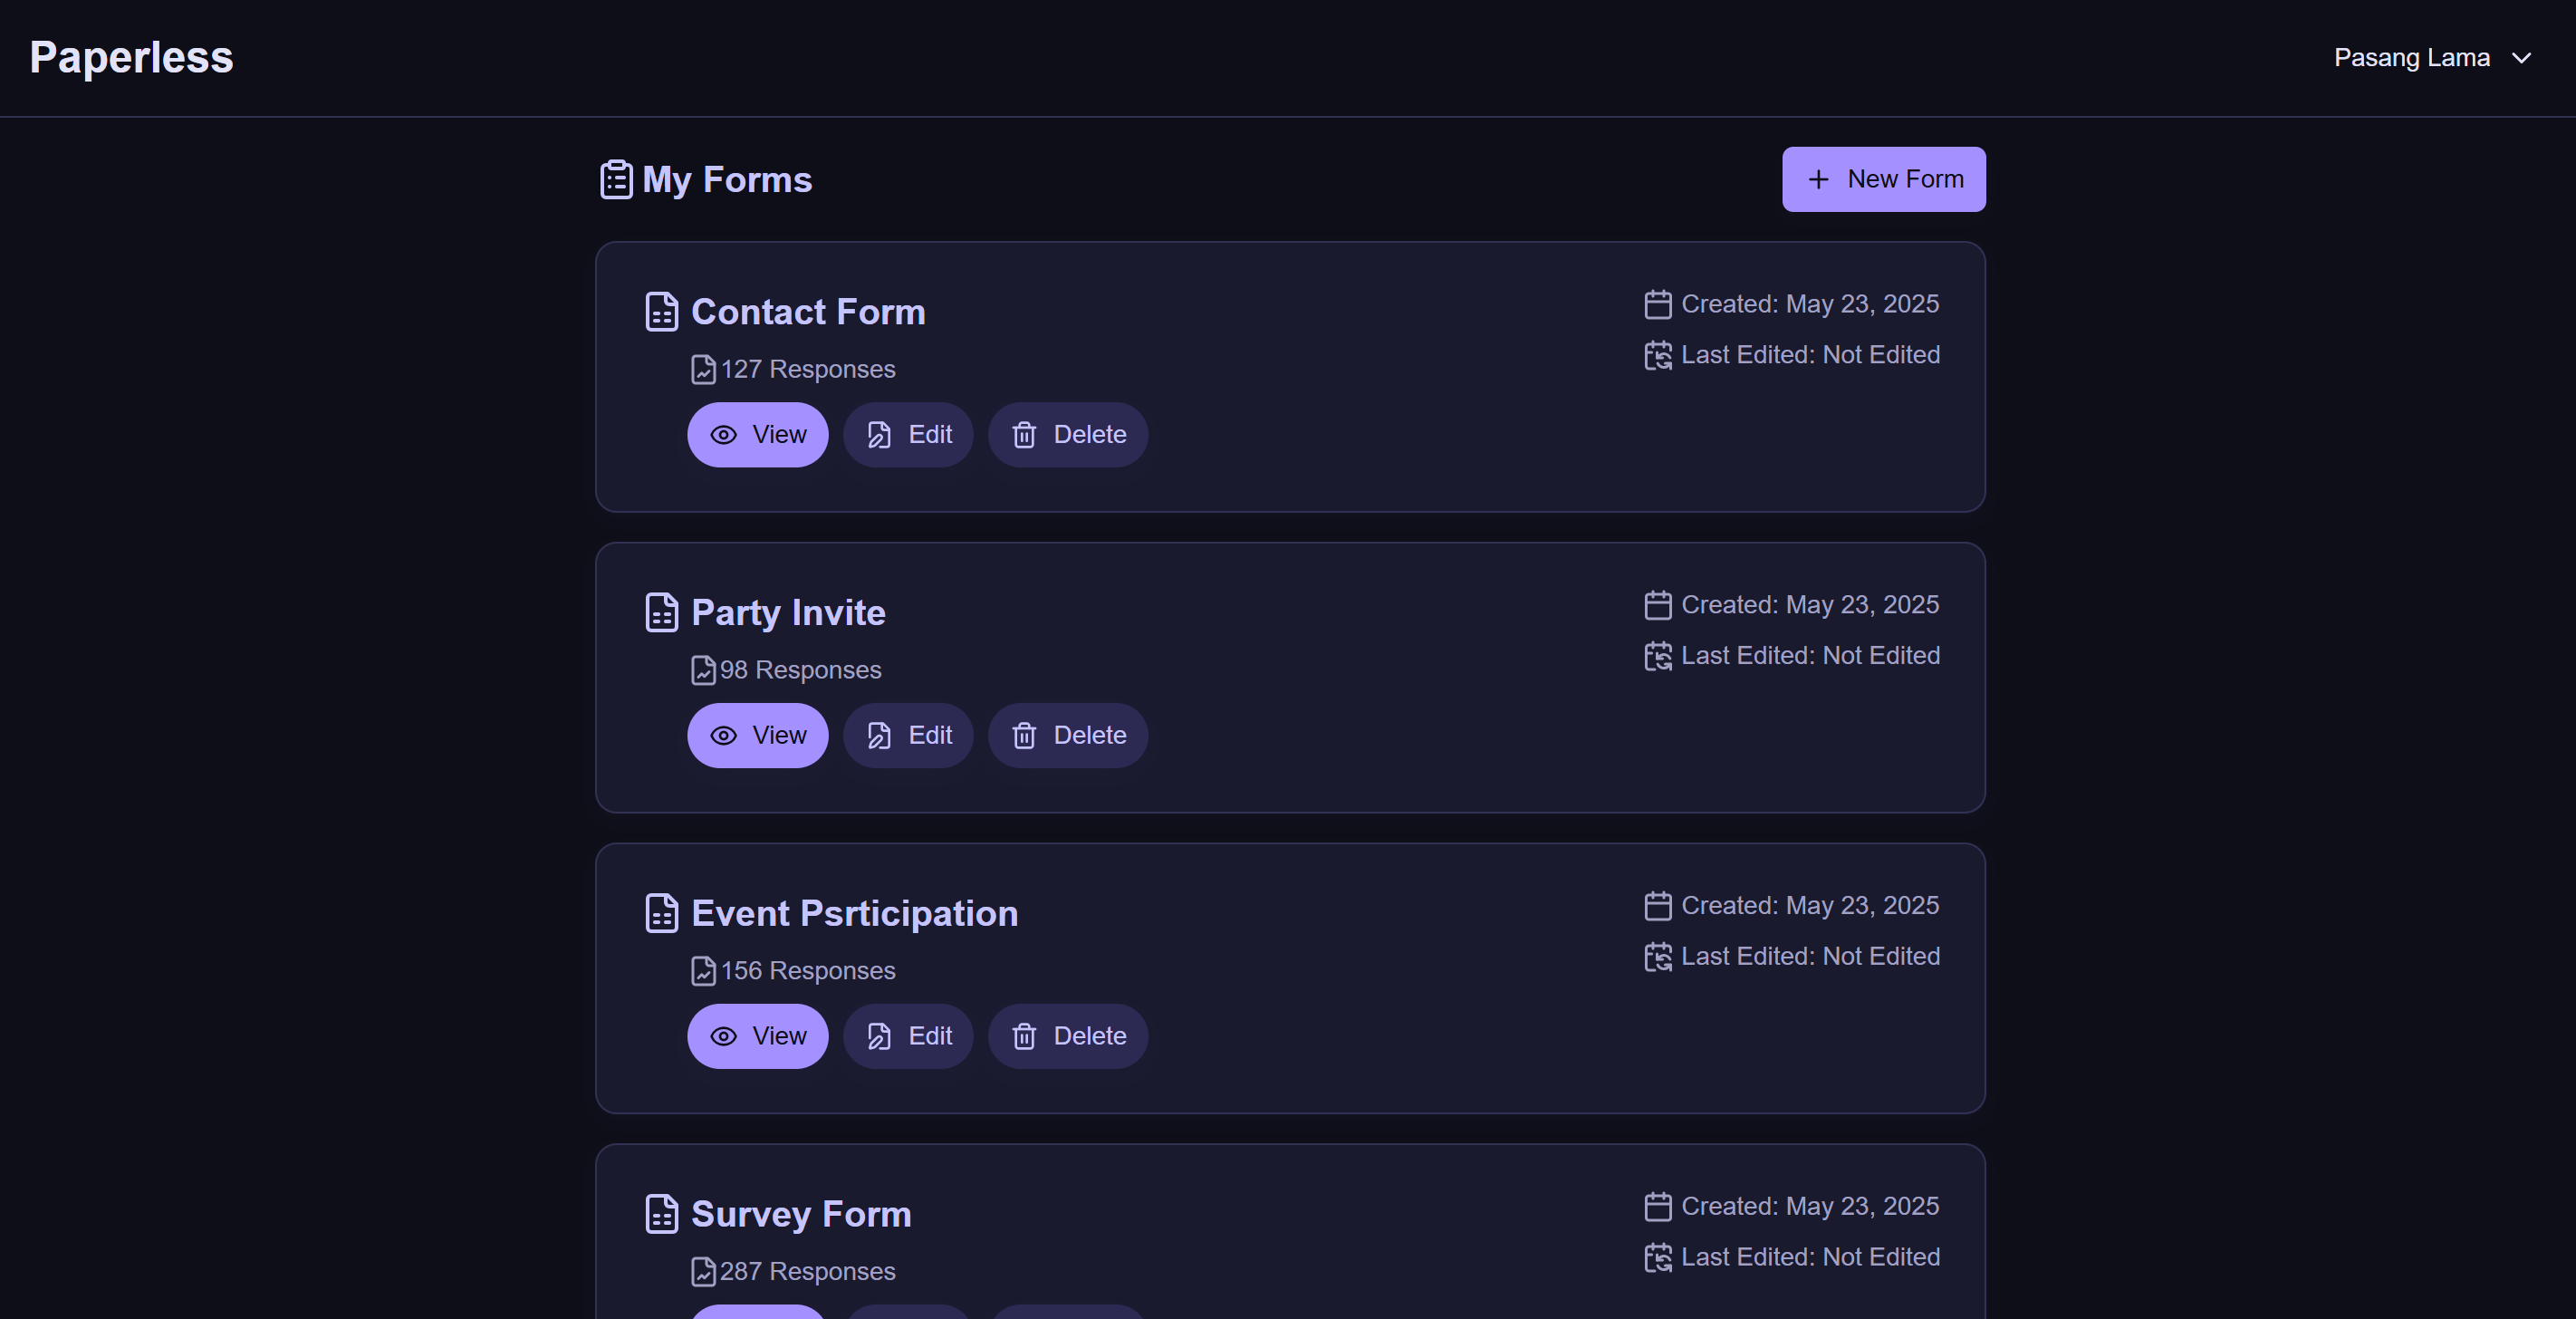 Paperless
Pasang Lama
My Forms
New Form
Contact Form
Created: May 23, 2025
Last Edited: Not Edited
127 Responses
View
Edit
Delete
Party Invite
Created: May 23, 2025
Last Edited: Not Edited
98 Responses
View
Edit
Delete
Event Psrticipation
Created: May 23, 2025
Last Edited: Not Edited
156 Responses
View
Edit
Delete
Survey Form
Created: May 23, 2025
Last Edited: Not Edited
287 Responses